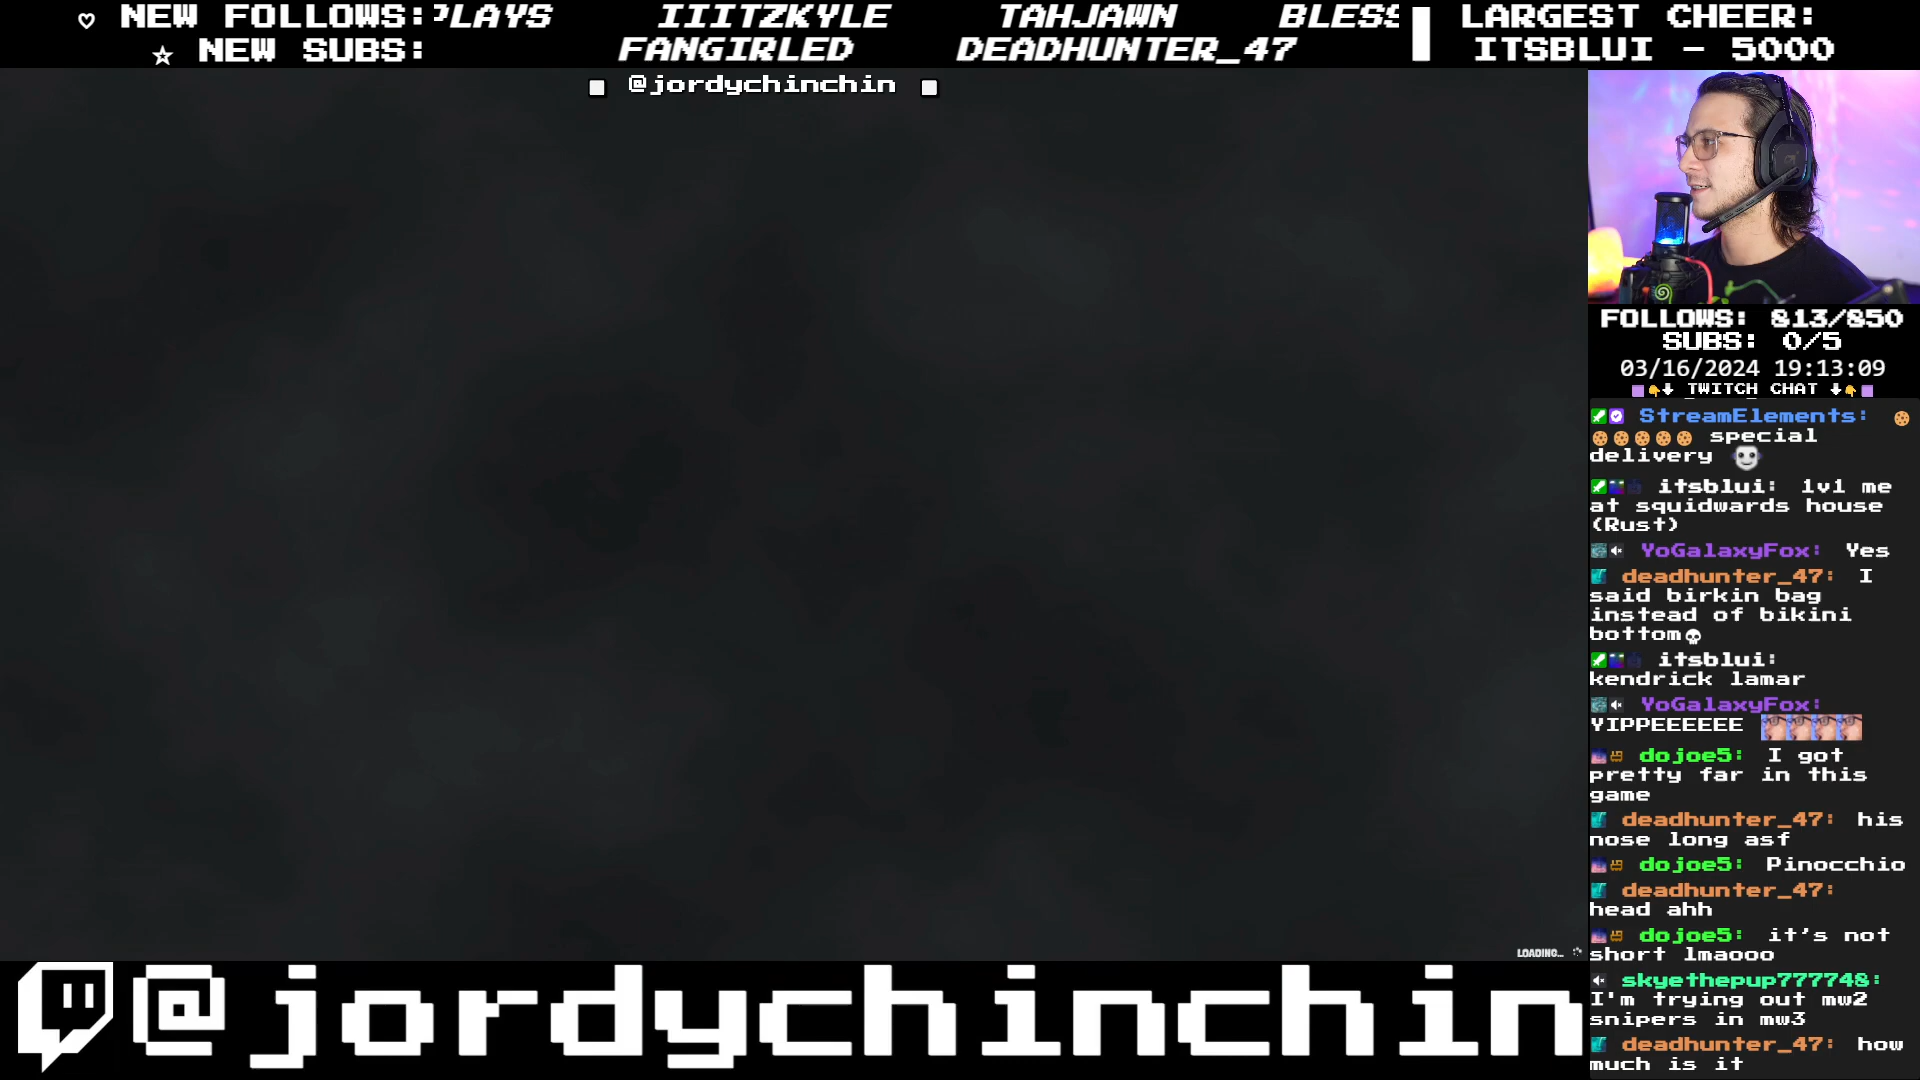 ♡ NEW FOLLOWS: PLAYS IIITZKYLE TAHJAWN BLESS
☆ NEW SUBS: FANGIRLED DEADHUNTER_47
LARGEST CHEER:
ITSBLUI - 5000
@jordychinchin
FOLLOWS: 813/850
SUBS: 0/5
03/16/2024 19:13:09
TWITCH CHAT
StreamElements:
special
delivery
itsblui: 1v1 me
at squidwards house
(Rust)
YoGalaxyFox: Yes
deadhunter_47: I
said birkin bag
instead of bikini
bottom💀
itsblui:
kendrick lamar
YoGalaxyFox:
YIPPEEEEEE
dojoe5: I got
pretty far in this
game
deadhunter_47: his
nose long asf
dojoe5: Pinocchio
deadhunter_47:
head ahh
dojoe5: it's not
short lmaooo
skyethepup777748:
I'm trying out mw2
snipers in mw3
deadhunter_47: how
much is it
LOADING...
@jordychinchin